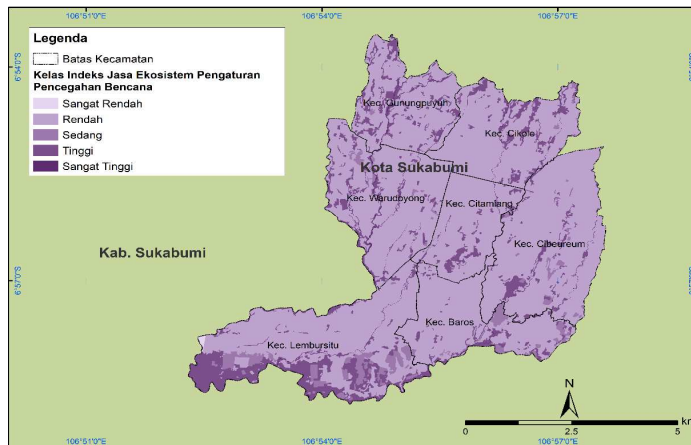 106°51'0"E
106°54'0"E
106°57'0"E
6°54'0"S
Legenda
Batas Kecamatan
Kelas Indeks Jasa Ekosistem Pengaturan
Pencegahan Bencana
Sangat Rendah
Rendah
Sedang
Tinggi
Sangat Tinggi
Kec. Gunungpuyuh
Kec. Cikole
Kota Sukabumi
Kec. Warudoyong
Kec. Citamiang
Kec. Cibeureum
Kab. Sukabumi
6°57'0"S
Kec. Baros
Kec. Lembursitu
N
km
0
2.5
5
106°51'0"E
106°54'0"E
106°57'0"E